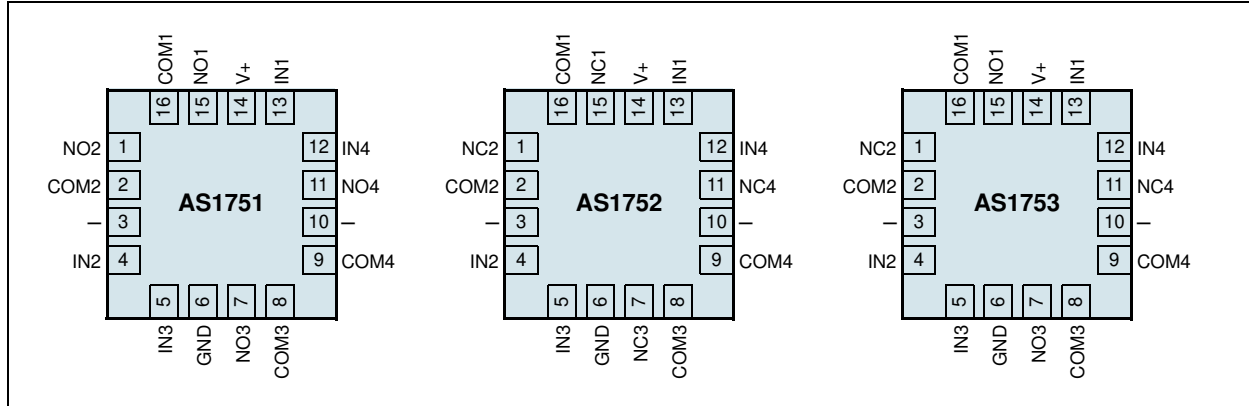 COM1 NO1 V+ IN1
16 15 14 13
NO2 1 12 IN4
COM2 2 11 NO4
– 3 10 –
IN2 4 9 COM4
AS1751
5 6 7 8
IN3 GND NO3 COM3
COM1 NC1 V+ IN1
16 15 14 13
NC2 1 12 IN4
COM2 2 11 NC4
– 3 10 –
IN2 4 9 COM4
AS1752
5 6 7 8
IN3 GND NC3 COM3
COM1 NO1 V+ IN1
16 15 14 13
NC2 1 12 IN4
COM2 2 11 NC4
– 3 10 –
IN2 4 9 COM4
AS1753
5 6 7 8
IN3 GND NO3 COM3